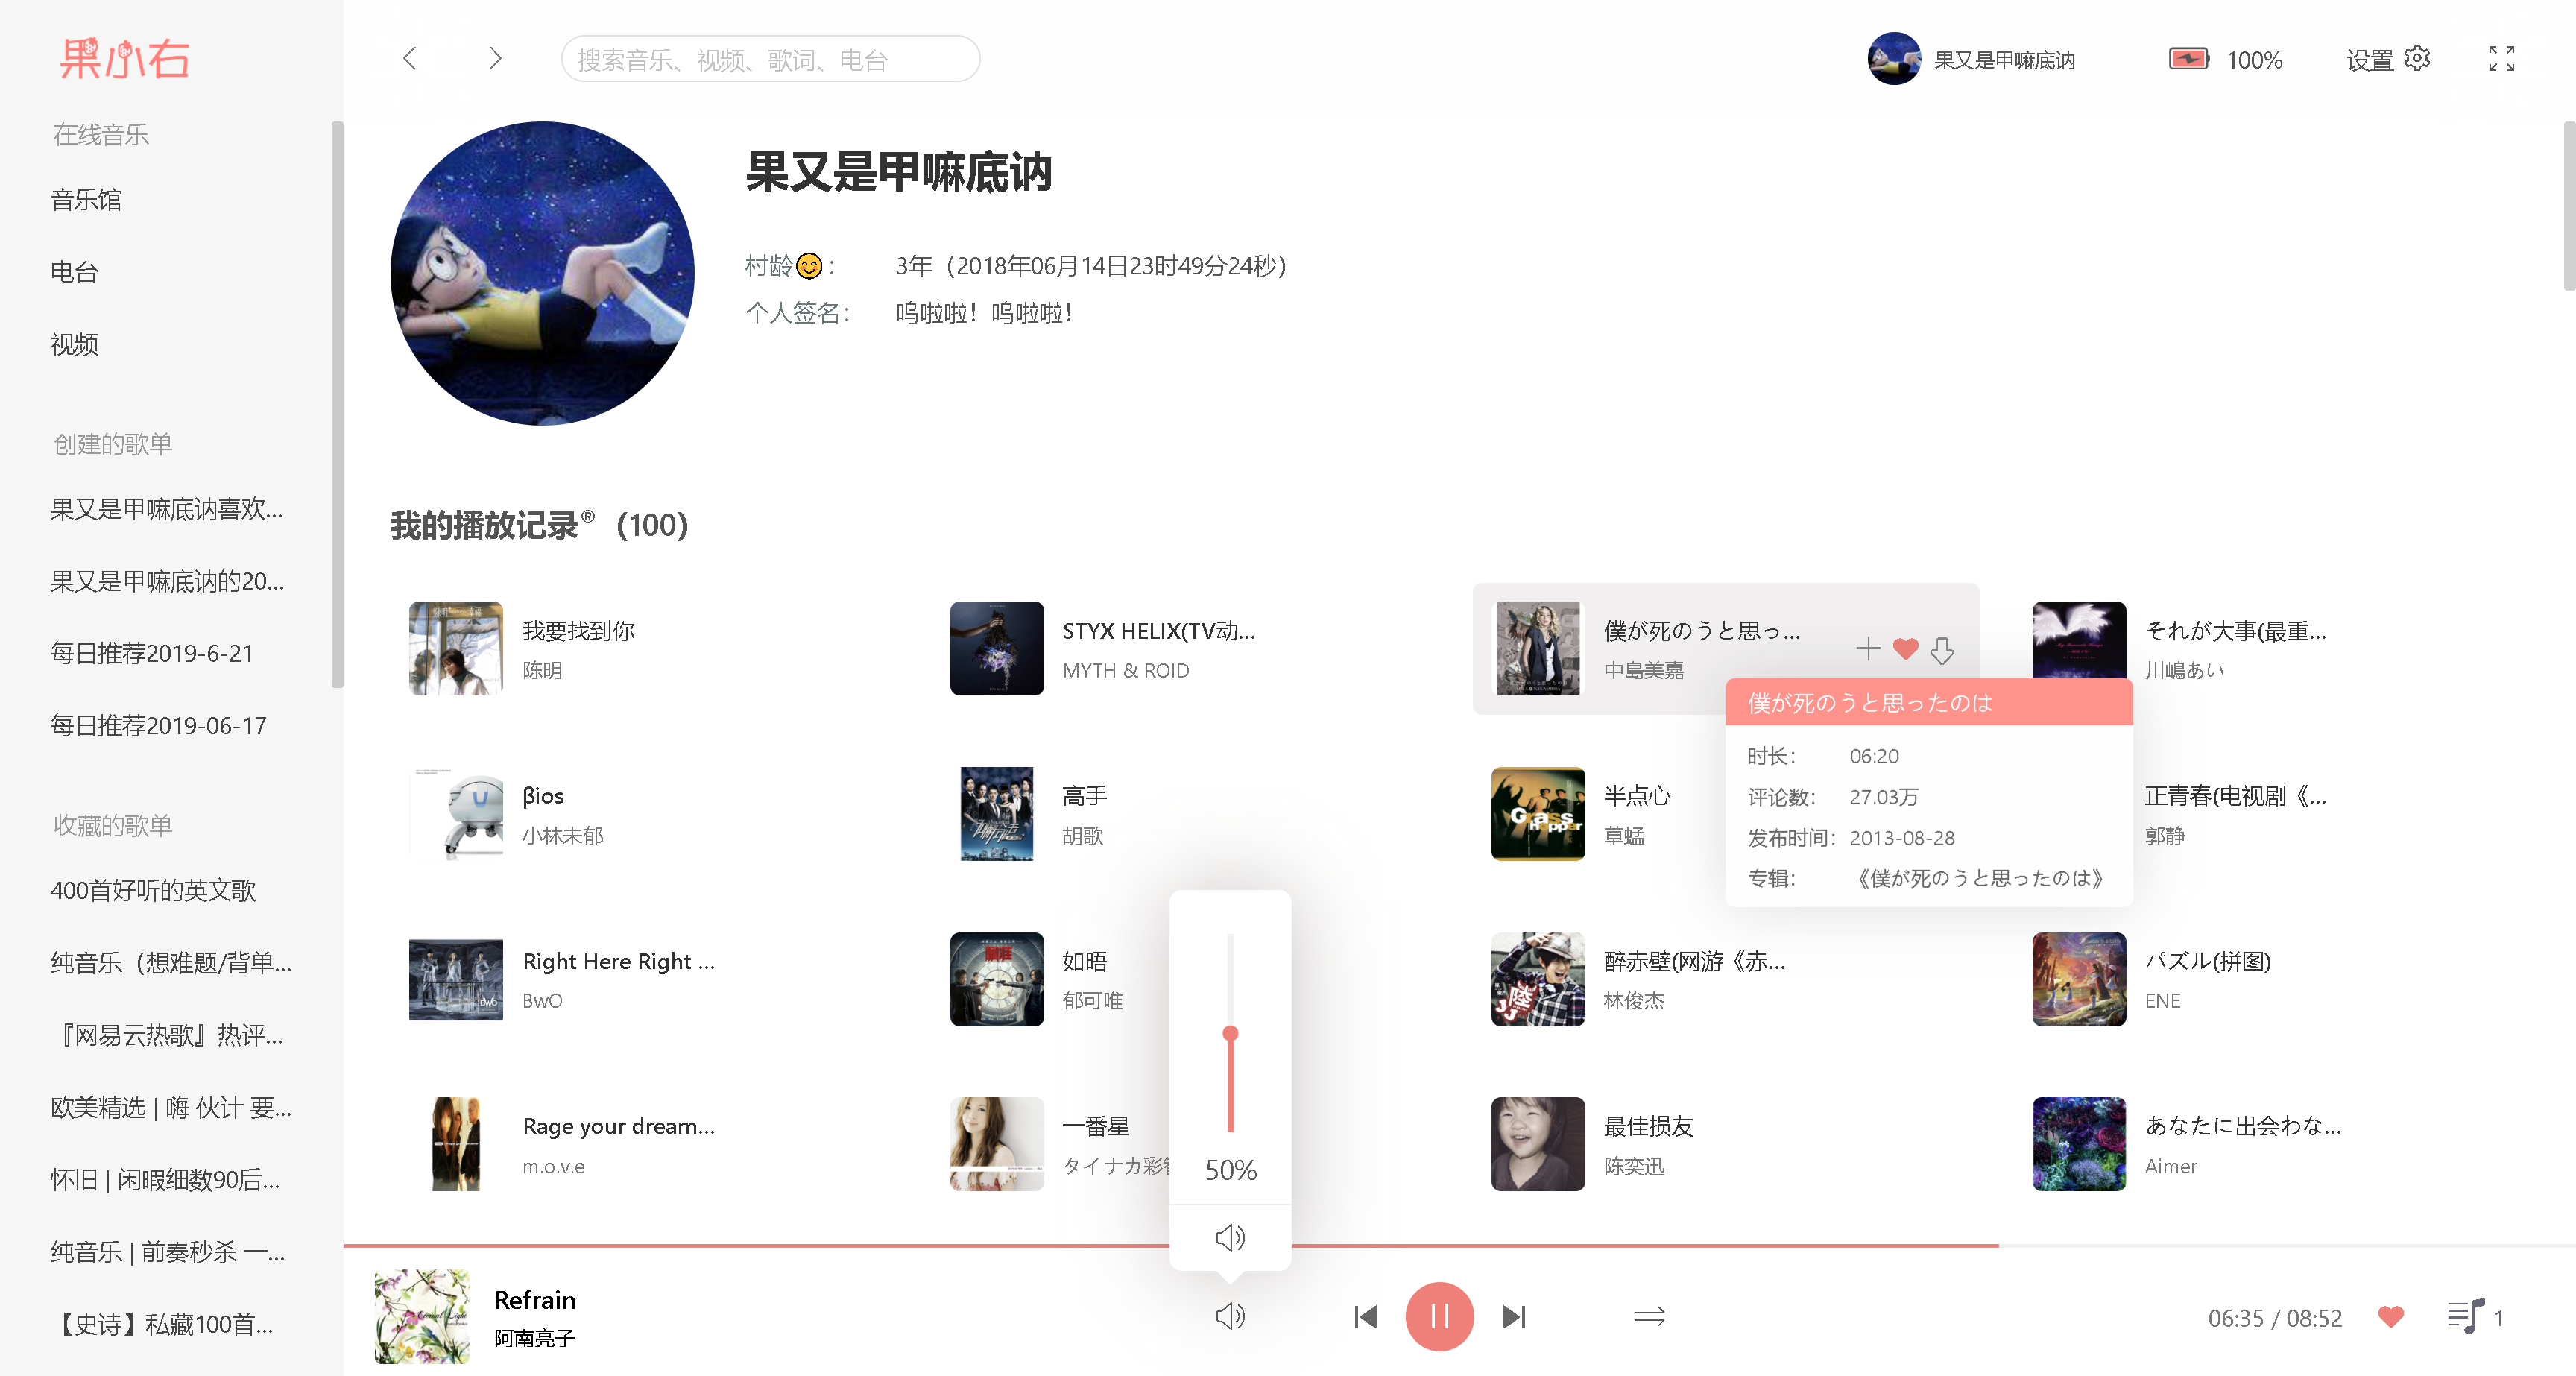 果小右
搜索音乐、视频、歌词、电台
果又是甲嘛底讷
100%
设置
在线音乐
音乐馆
电台
视频
创建的歌单
果又是甲嘛底讷喜欢...
果又是甲嘛底讷的20...
每日推荐2019-6-21
每日推荐2019-06-17
收藏的歌单
400首好听的英文歌
纯音乐（想难题/背单...
『网易云热歌』热评...
欧美精选 | 嗨 伙计 要...
怀旧 | 闲暇细数90后...
纯音乐 | 前奏秒杀 一...
【史诗】私藏100首...
果又是甲嘛底讷
村龄😊： 3年（2018年06月14日23时49分24秒）
个人签名： 呜啦啦！呜啦啦！
我的播放记录®（100）
我要找到你
陈明
STYX HELIX(TV动...
MYTH & ROID
僕が死のうと思っ...
中島美嘉
それが大事(最重...
川嶋あい
僕が死のうと思ったのは
时长： 06:20
评论数： 27.03万
发布时间： 2013-08-28
专辑： 《僕が死のうと思ったのは》
βios
小林未郁
高手
胡歌
半点心
草蜢
正青春(电视剧《...
郭静
Right Here Right ...
BwO
如晤
郁可唯
醉赤壁(网游《赤...
林俊杰
パズル(拼图)
ENE
Rage your dream...
m.o.v.e
一番星
タイナカ彩
最佳损友
陈奕迅
あなたに出会わな...
Aimer
50%
Refrain
阿南亮子
06:35 / 08:52
1